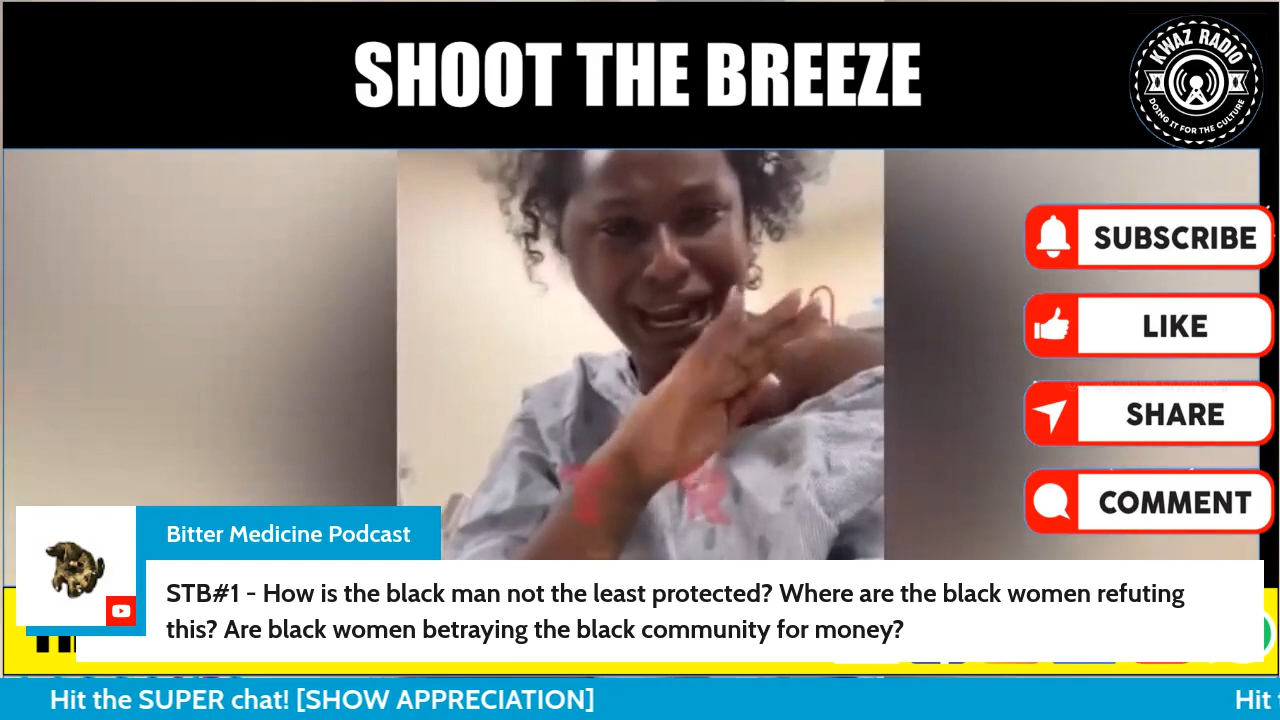 SHOOT THE BREEZE
KWAZ RADIO
DOING IT FOR THE CULTURE
SUBSCRIBE
LIKE
SHARE
COMMENT
Bitter Medicine Podcast
STB#1 - How is the black man not the least protected? Where are the black women refuting
this? Are black women betraying the black community for money?
Hit the SUPER chat! [SHOW APPRECIATION]
Hit